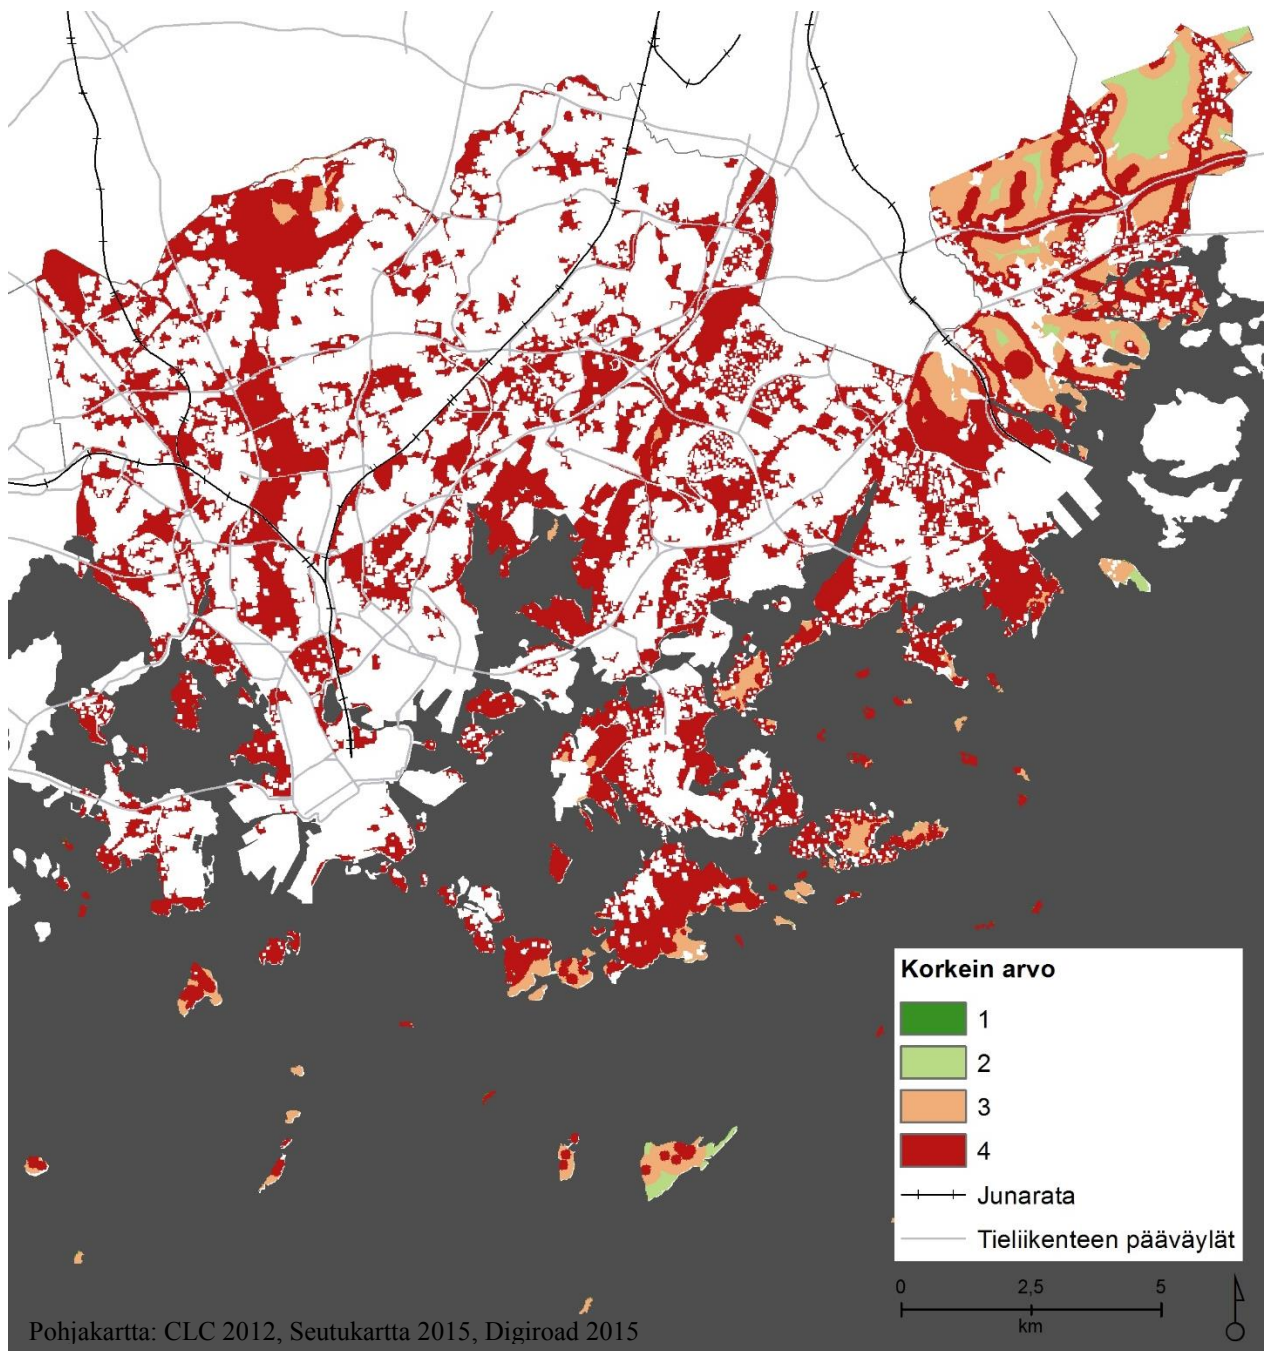 Korkein arvo
1
2
3
4
Junarata
Tieliikenteen pääväylät
0 2,5 5
km
Pohjakartta: CLC 2012, Seutukartta 2015, Digiroad 2015